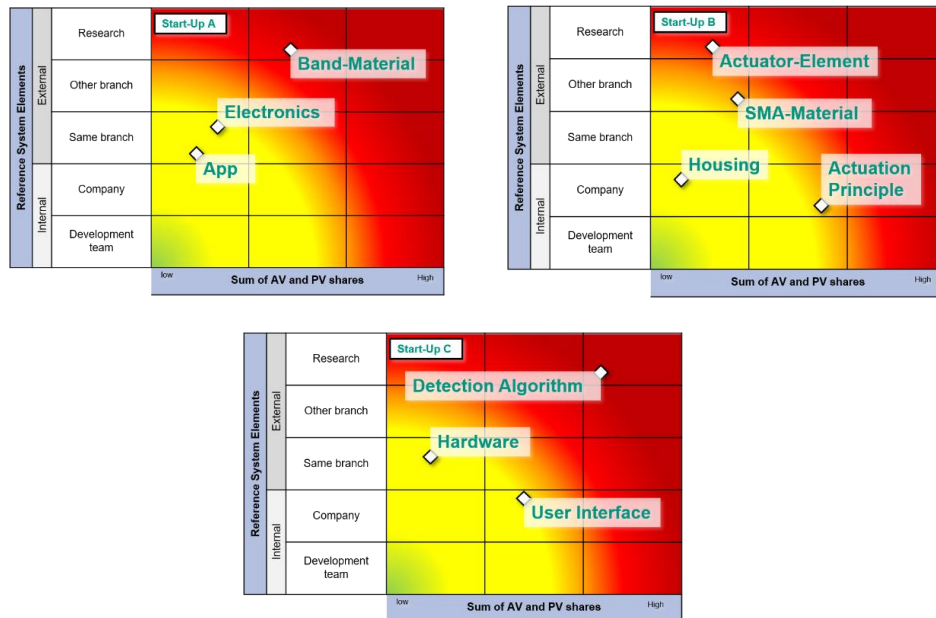 Start-Up A
Reference System Elements
External
Internal
Research
Other branch
Same branch
Company
Development
team
Band-Material
Electronics
App
low
Sum of AV and PV shares
High
Start-Up B
Reference System Elements
External
Internal
Research
Other branch
Same branch
Company
Development
team
Actuator-Element
SMA-Material
Housing
Actuation
Principle
low
Sum of AV and PV shares
High
Start-Up C
Reference System Elements
External
Internal
Research
Other branch
Same branch
Company
Development
team
Detection Algorithm
Hardware
User Interface
low
Sum of AV and PV shares
High